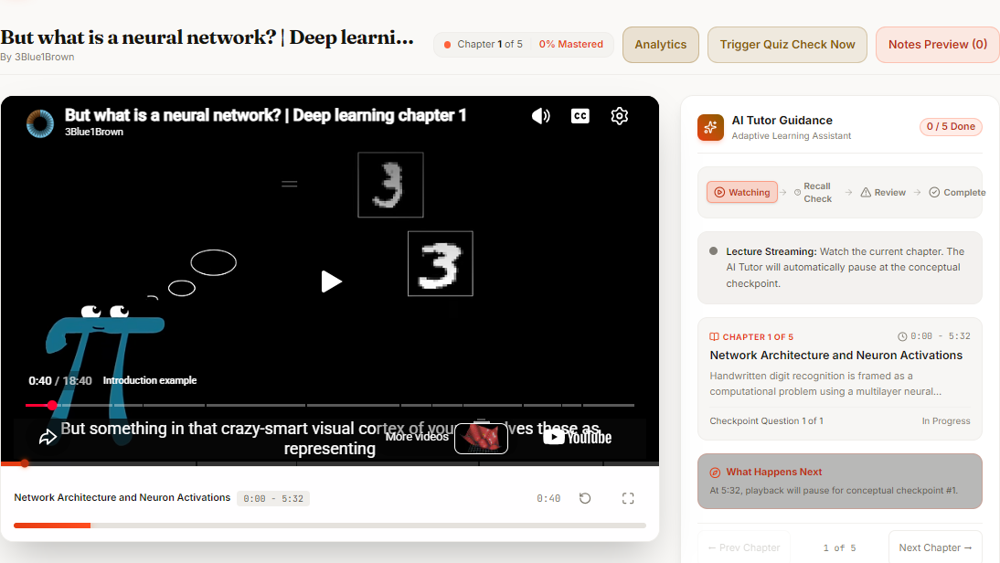 But what is a neural network? | Deep learni...
By 3Blue1Brown
Chapter 1 of 5
0% Mastered
Analytics
Trigger Quiz Check Now
Notes Preview (0)
But what is a neural network? | Deep learning chapter 1
3Blue1Brown
CC
=
3
3
0:40 / 18:40 Introduction example
But something in that crazy-smart visual cortex of these as
representing
More videos
YouTube
Network Architecture and Neuron Activations
0:00 - 5:32
0:40
AI Tutor Guidance
Adaptive Learning Assistant
0 / 5 Done
Watching
Recall
Check
Review
Complete
Lecture Streaming: Watch the current chapter. The
AI Tutor will automatically pause at the conceptual
checkpoint.
CHAPTER 1 OF 5
0:00 - 5:32
Network Architecture and Neuron Activations
Handwritten digit recognition is framed as a
computational problem using a multilayer neural...
Checkpoint Question 1 of 1
In Progress
What Happens Next
At 5:32, playback will pause for conceptual checkpoint #1.
← Prev Chapter
1 of 5
Next Chapter →